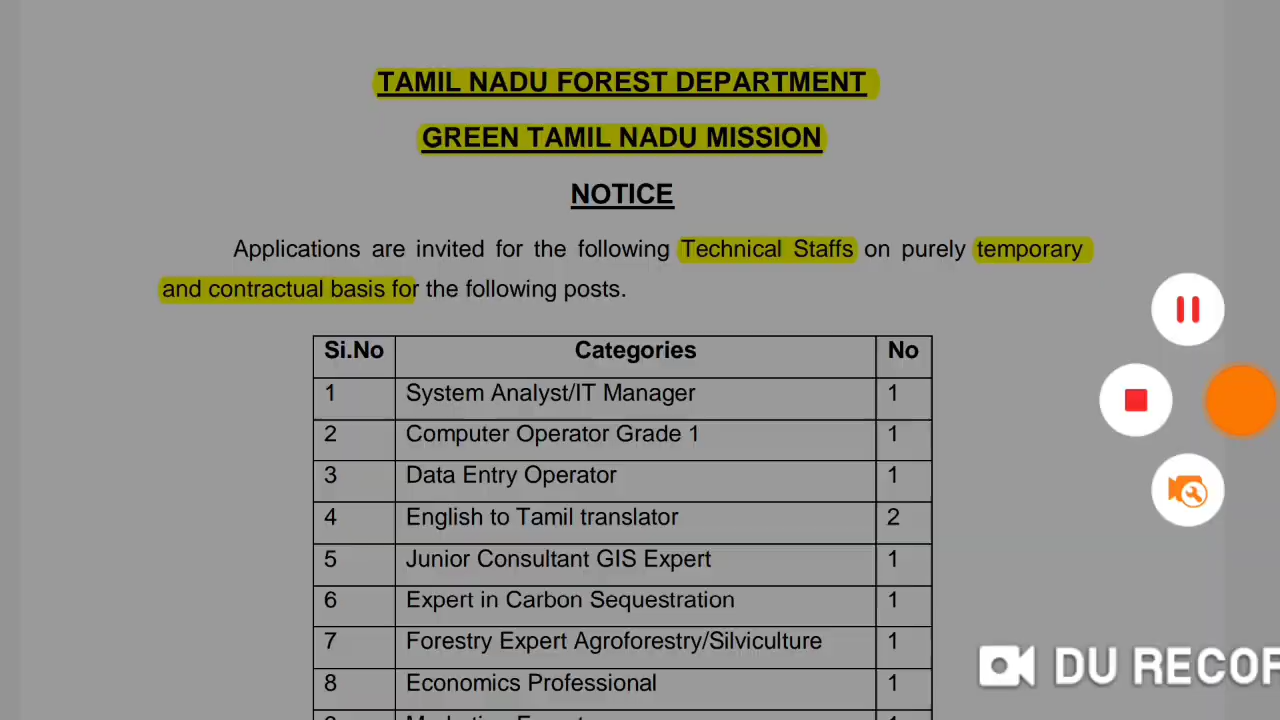 TAMIL NADU FOREST DEPARTMENT
GREEN TAMIL NADU MISSION
NOTICE
Applications are invited for the following Technical Staffs on purely temporary
and contractual basis for the following posts.
Si.No Categories No
1 System Analyst/IT Manager 1
2 Computer Operator Grade 1 1
3 Data Entry Operator 1
4 English to Tamil translator 2
5 Junior Consultant GIS Expert 1
6 Expert in Carbon Sequestration 1
7 Forestry Expert Agroforestry/Silviculture 1
DU RECOR
8 Economics Professional 1